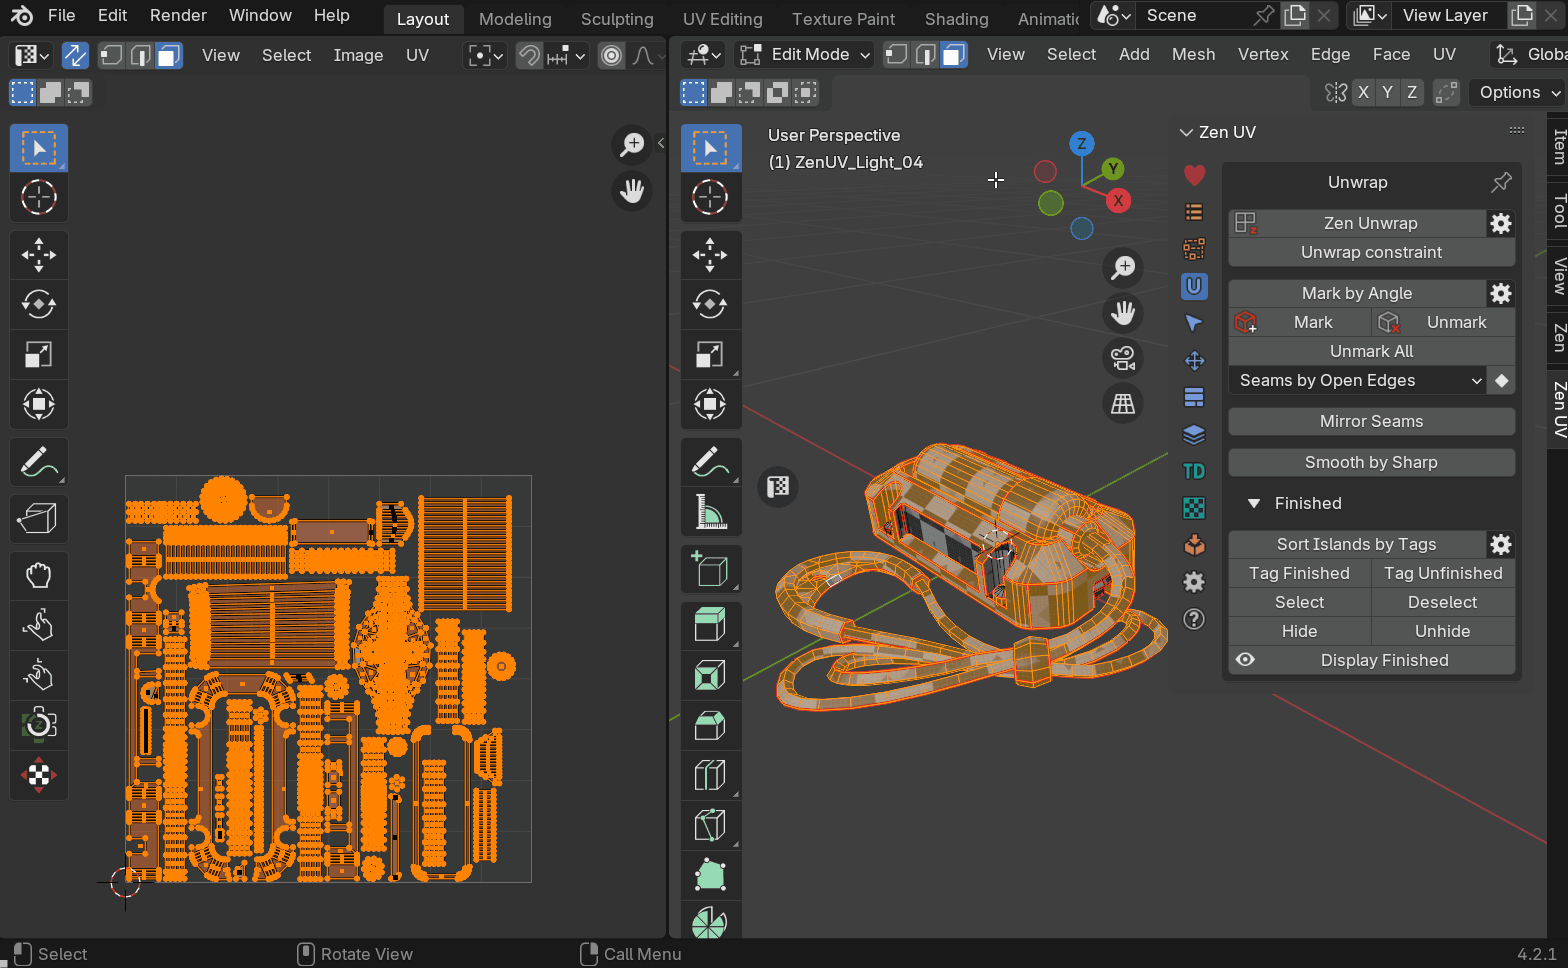 File Edit Render Window Help Layout Modeling Sculpting UV Editing Texture Paint Shading Scene View Layer
View Select Image UV Edit Mode View Select Add Mesh Vertex Edge Face UV
X Y Z Options
User Perspective
(1) ZenUV_Light_04
Z
Y
X
Zen UV
Unwrap
Zen Unwrap
Unwrap constraint
Mark by Angle
Mark Unmark
Unmark All
Seams by Open Edges
Mirror Seams
Smooth by Sharp
Finished
Sort Islands by Tags
Tag Finished Tag Unfinished
Select Deselect
Hide Unhide
Display Finished
TD
Item
Tool
View
Zen
Zen UV
Select Rotate View Call Menu 4.2.1